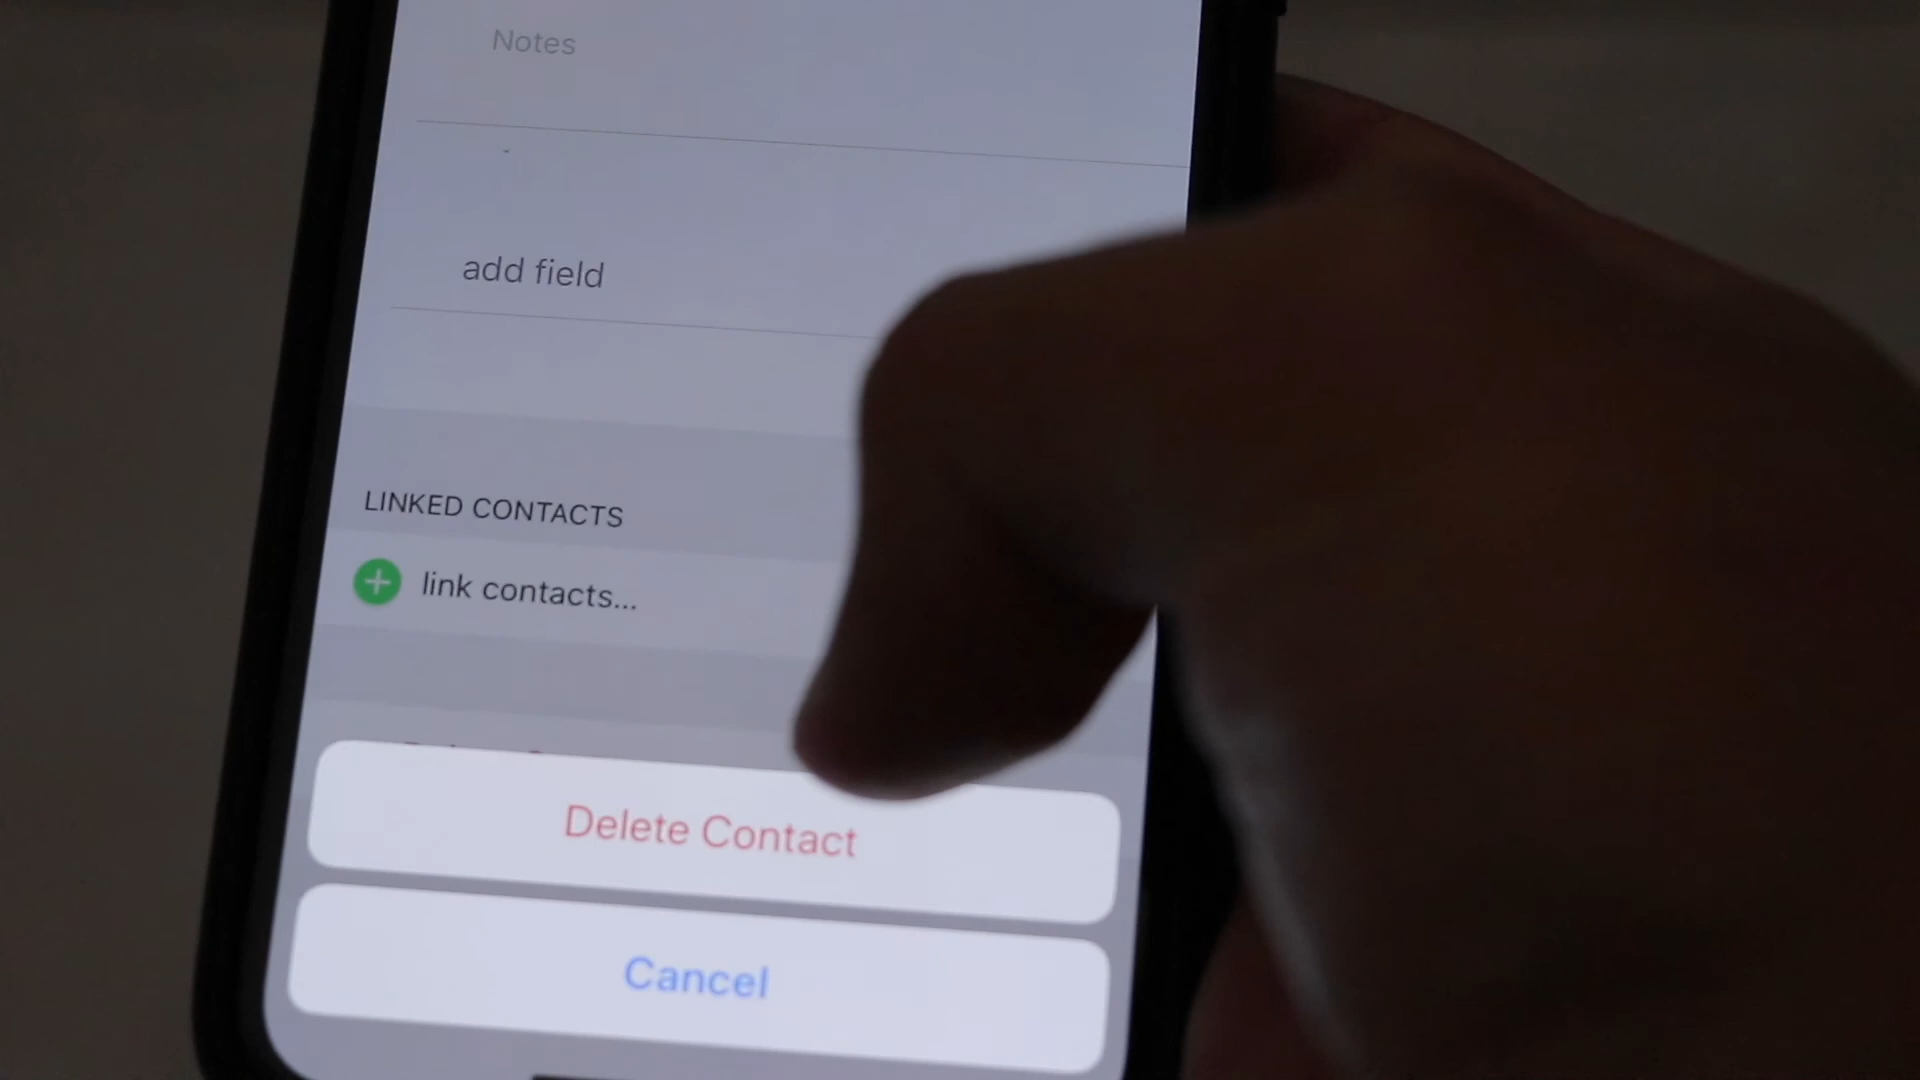 Notes
add field
LINKED CONTACTS
link contacts...
Delete Contact
Cancel